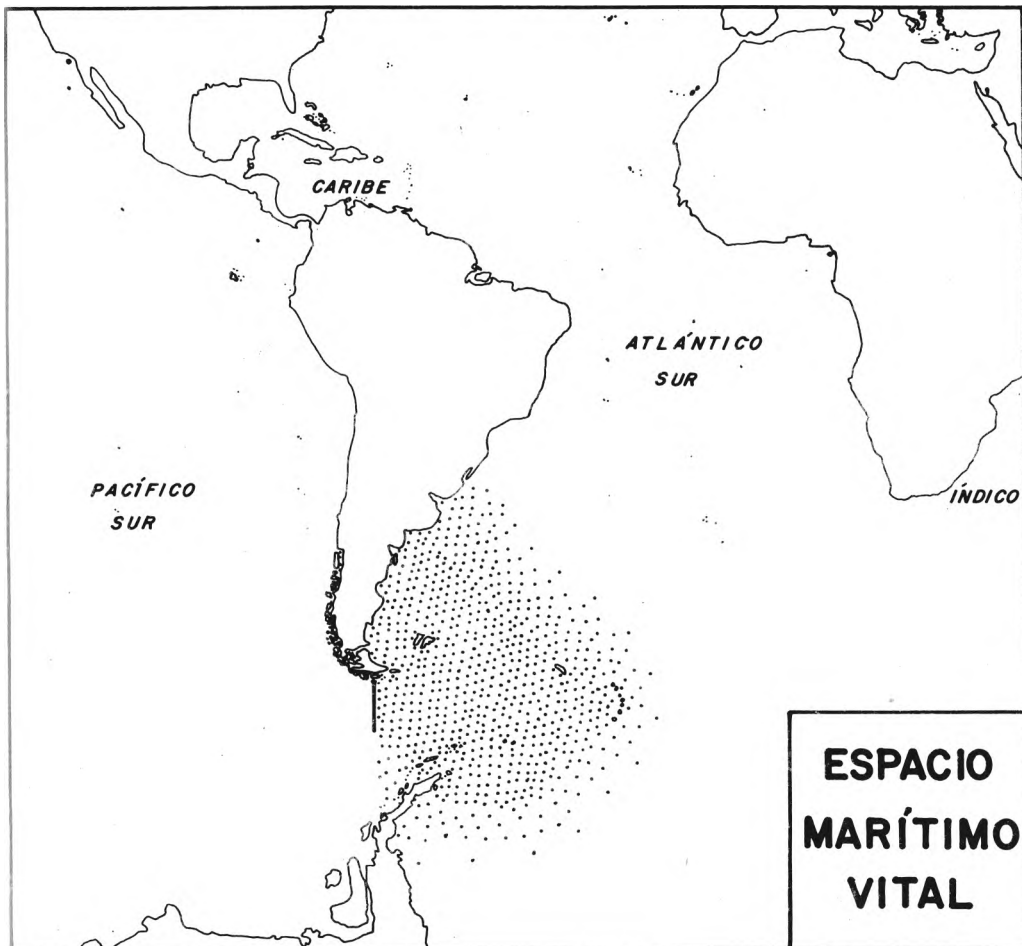 CARIBE
ATLÁNTICO
SUR
PACÍFICO
SUR
ÍNDICO
ESPACIO
MARÍTIMO
VITAL